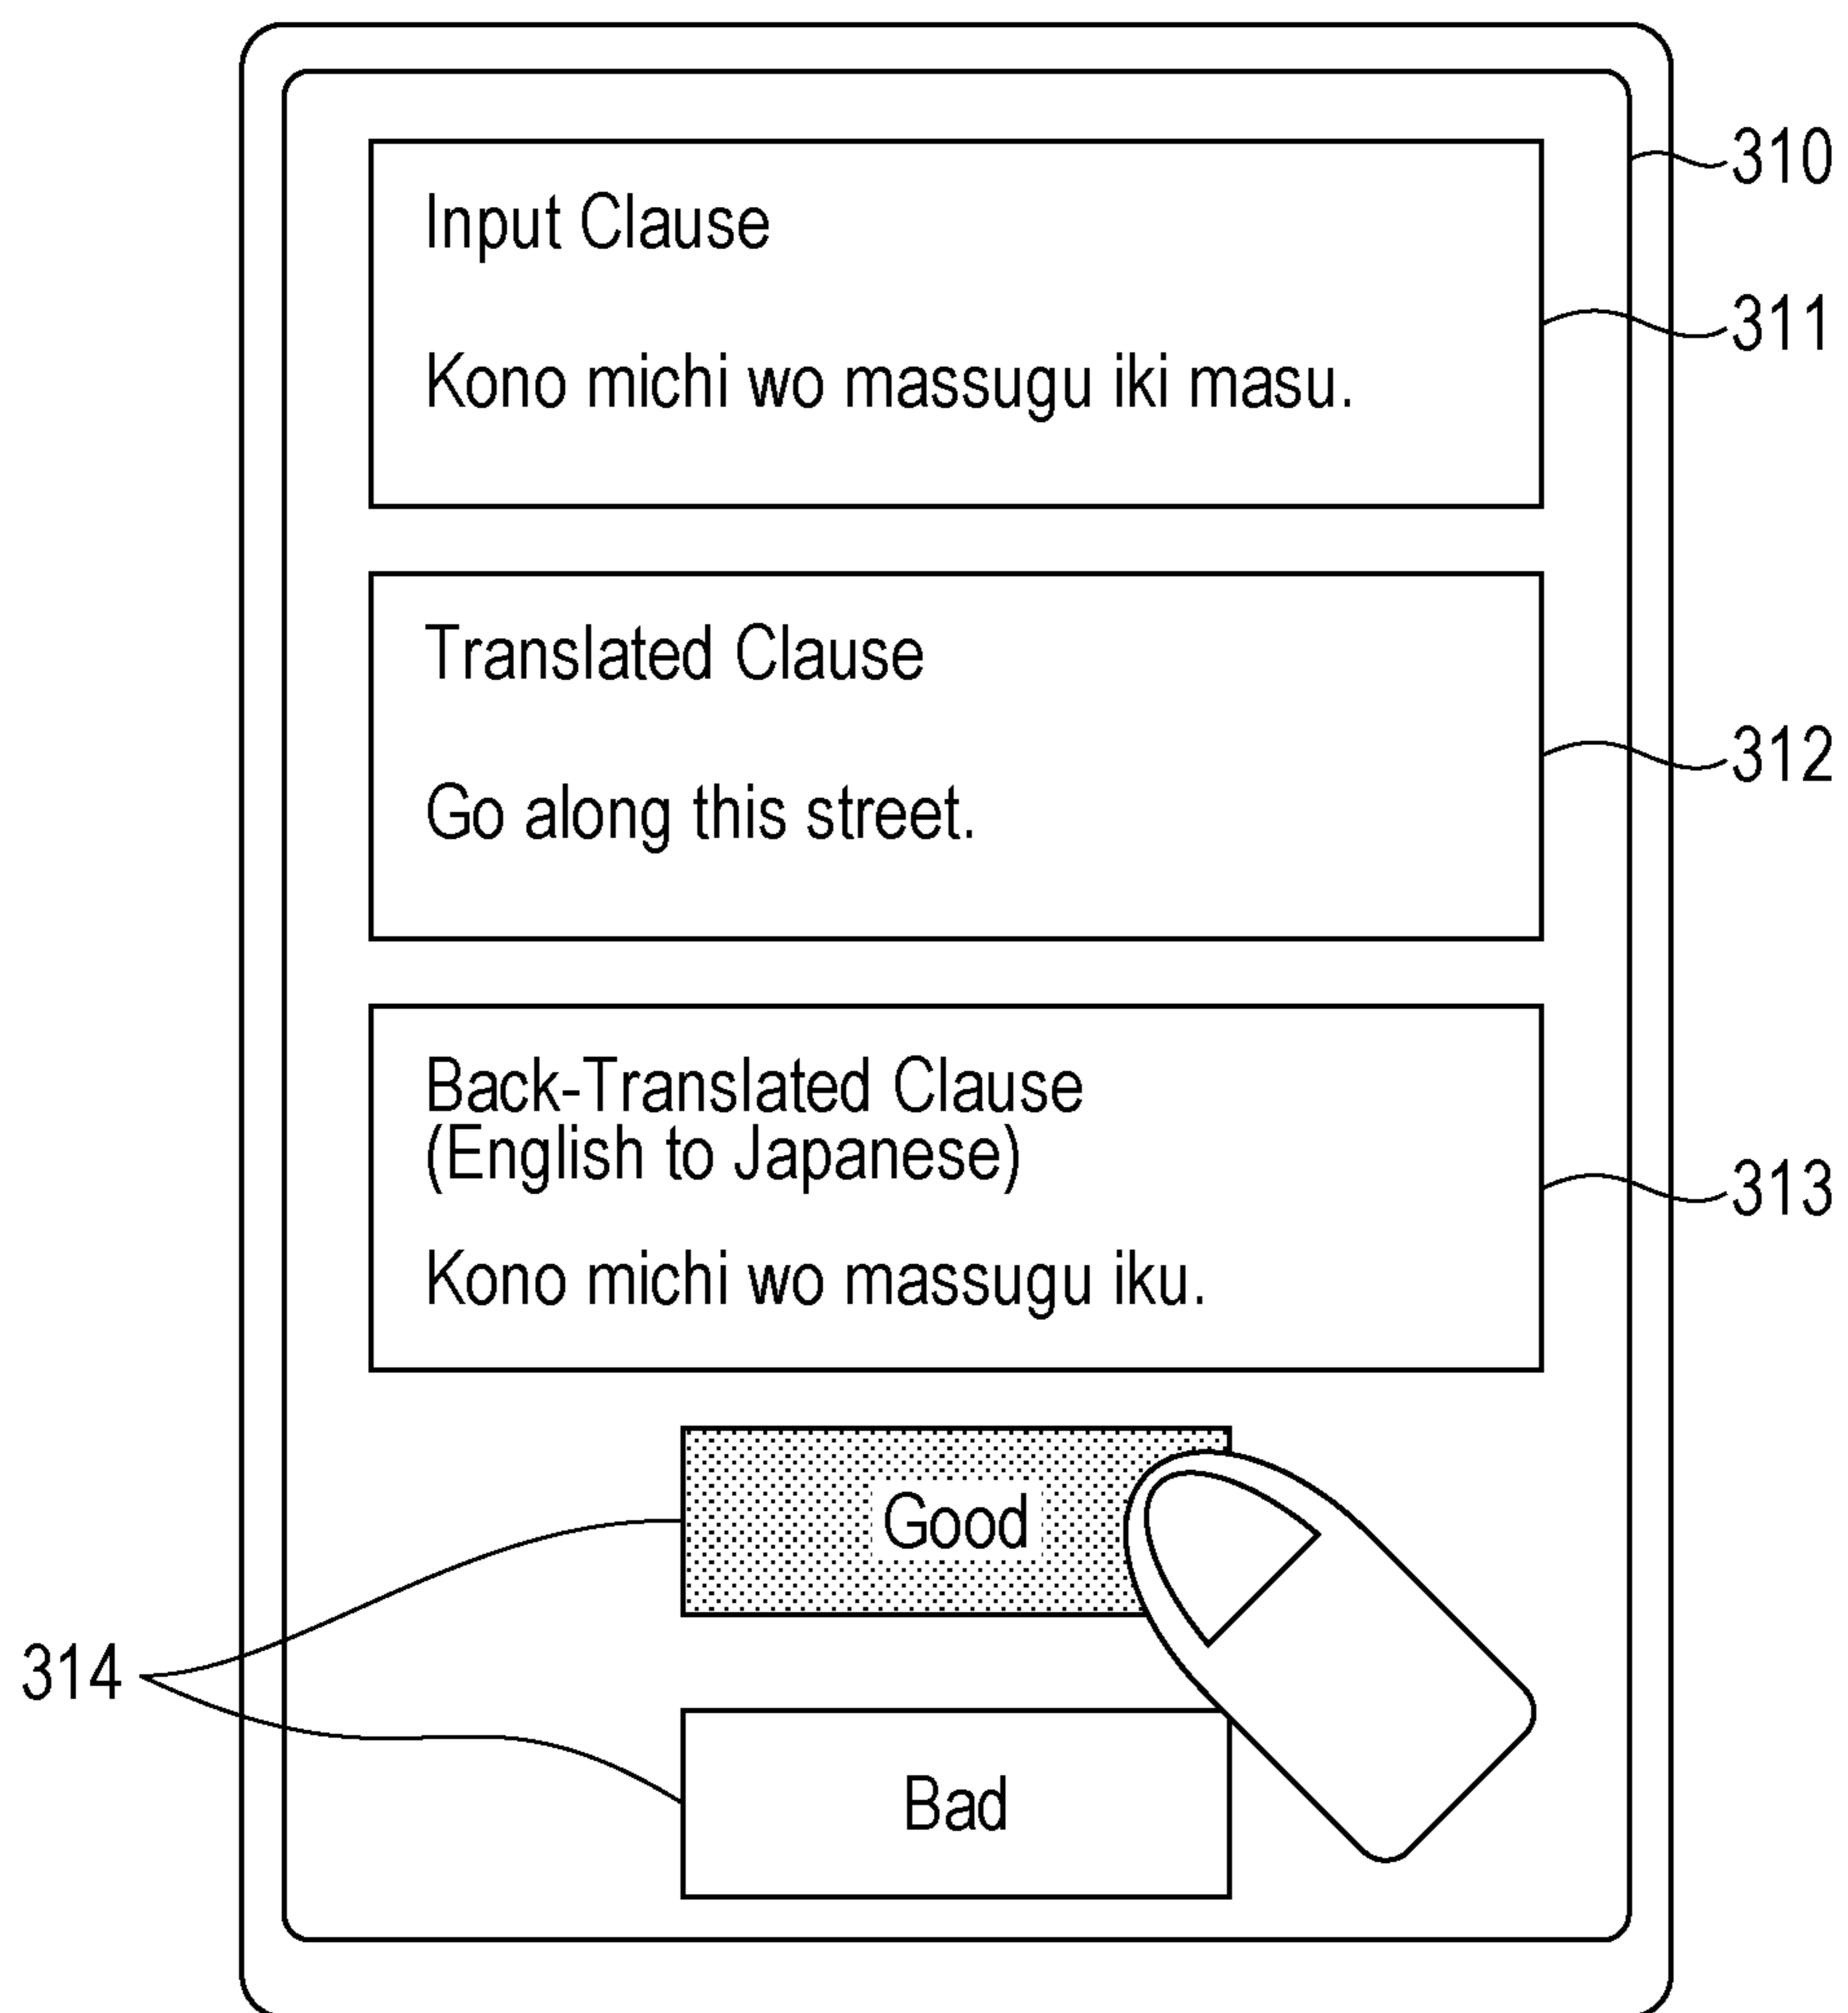 310
Input Clause
311
Kono michi wo massugu iki masu.
Translated Clause
312
Go along this street.
Back-Translated Clause
(English to Japanese)
313
Kono michi wo massugu iku.
Good
314
Bad